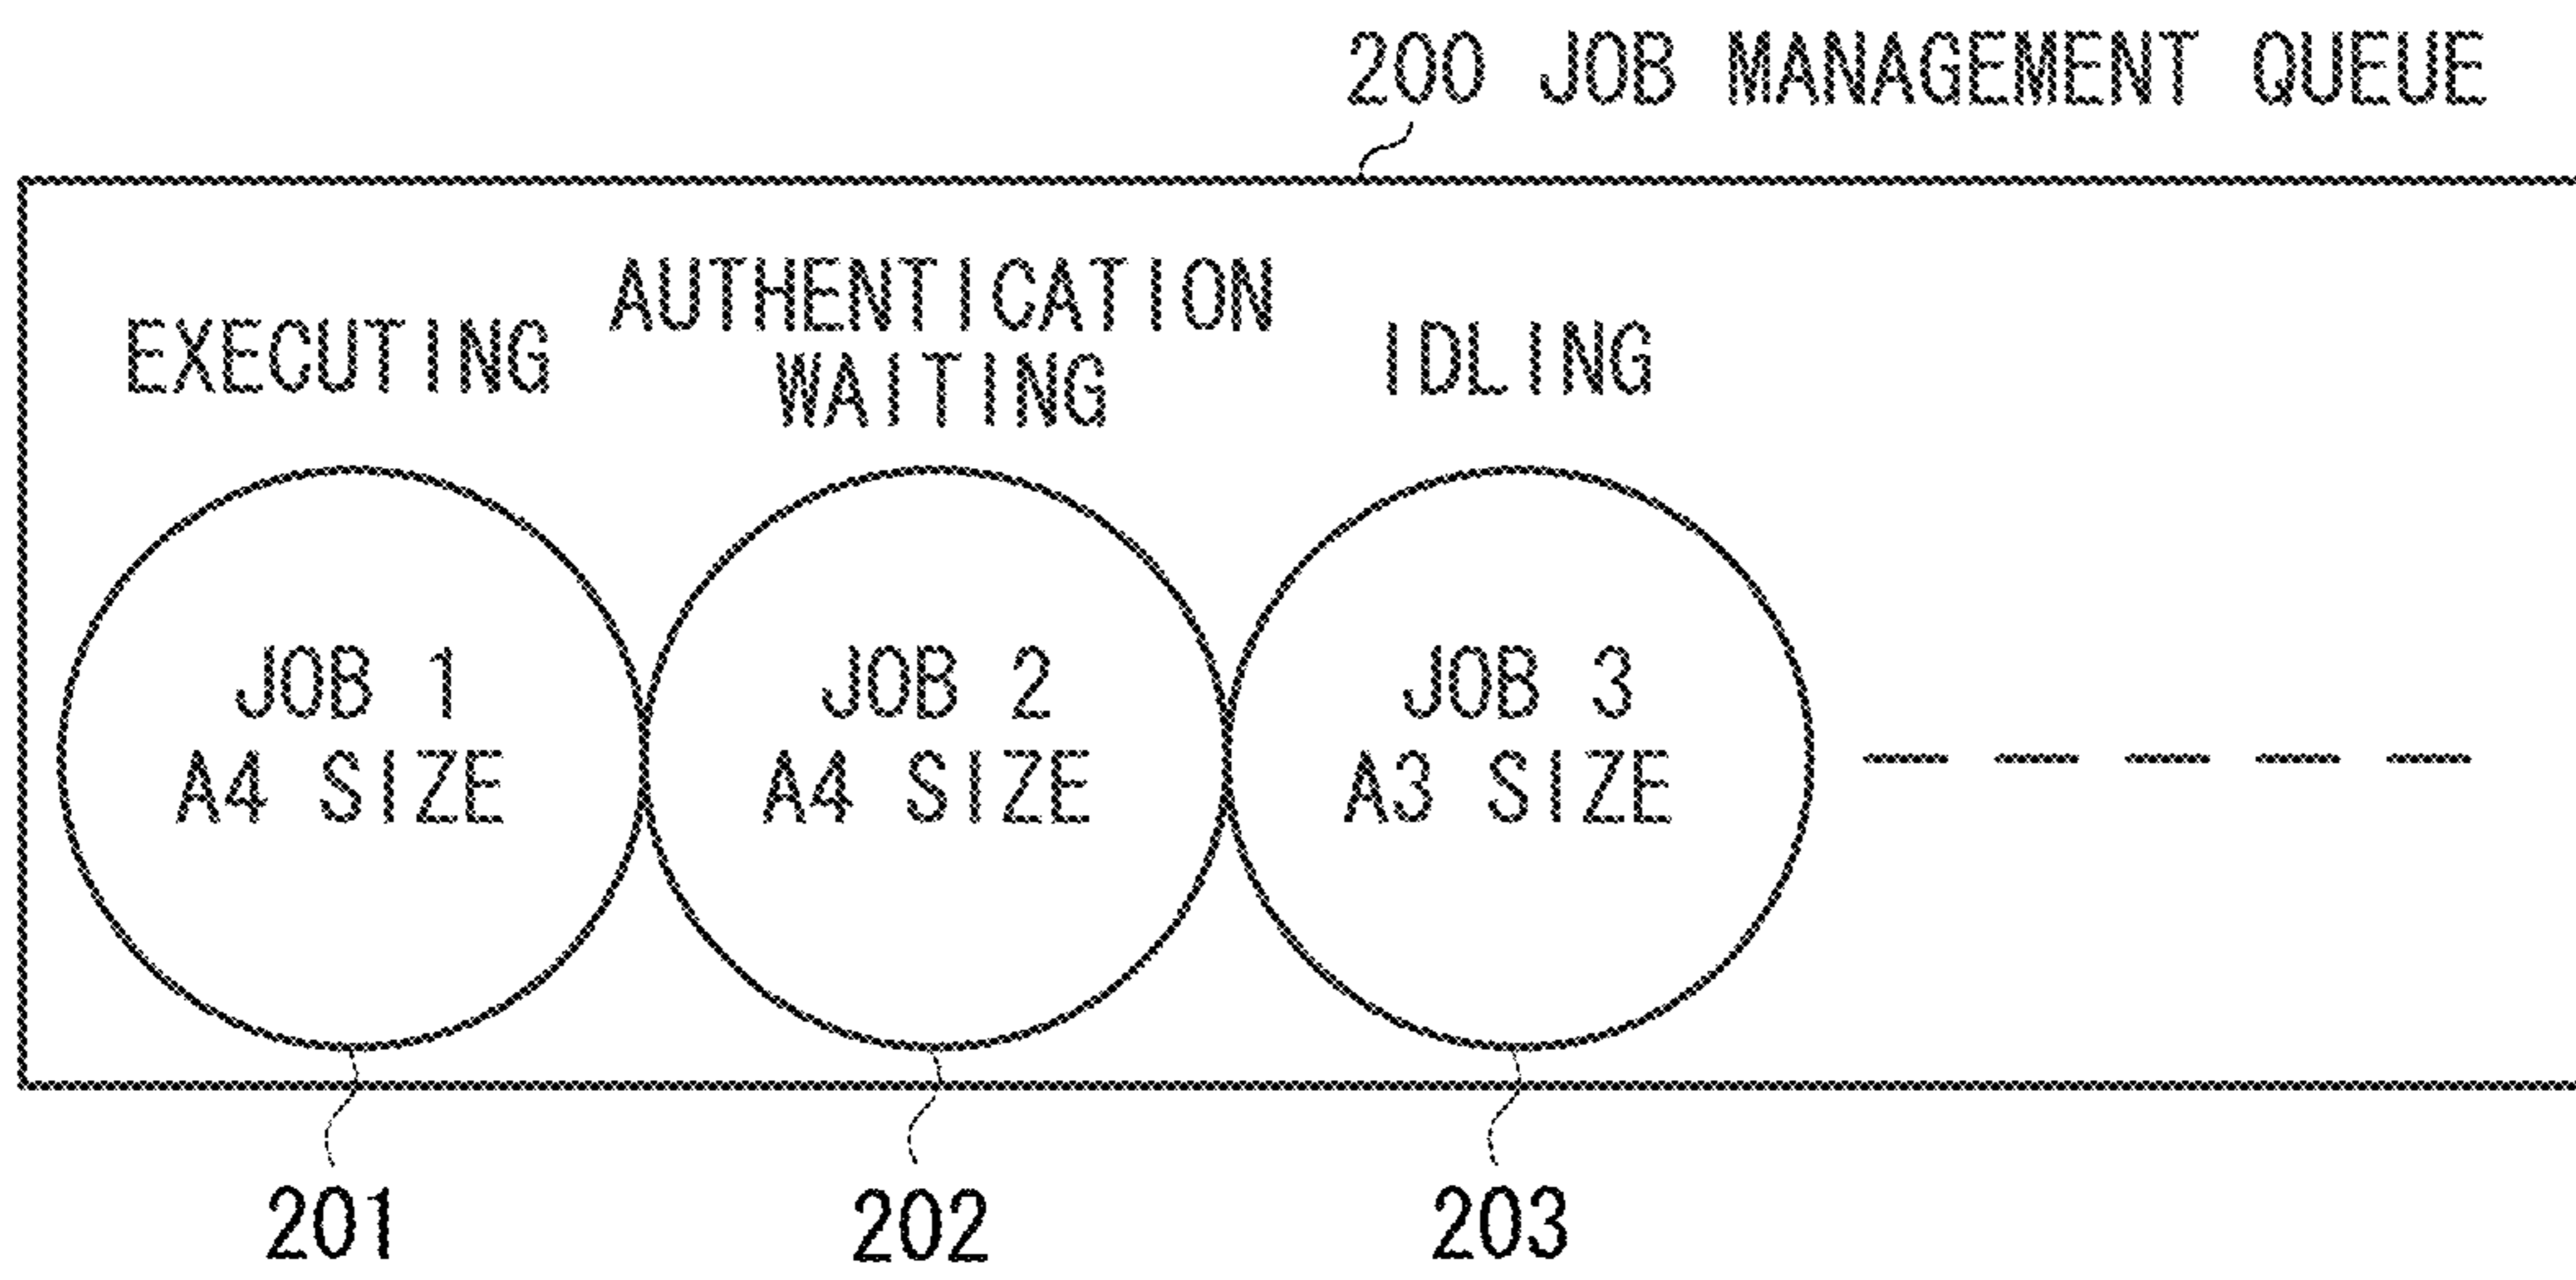 200 JOB MANAGEMENT QUEUE
EXECUTING
AUTHENTICATION
WAITING
IDLING
JOB 1
A4 SIZE
JOB 2
A4 SIZE
JOB 3
A3 SIZE
201
202
203